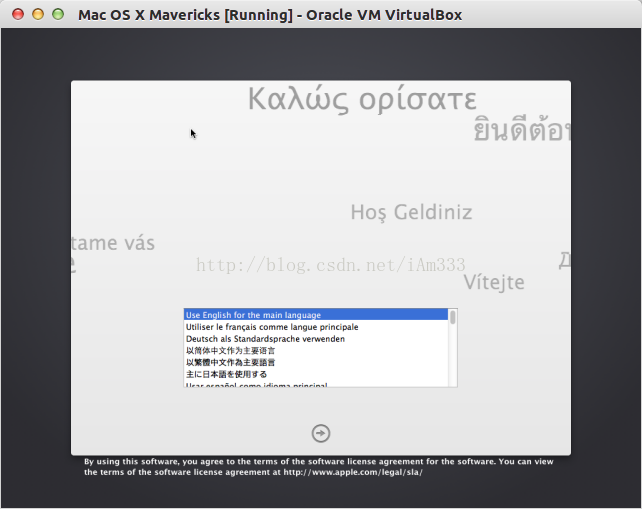 Mac OS X Mavericks [Running] - Oracle VM VirtualBox
Καλώς ορίσατε
ยินดีต้อ
Hoş Geldiniz
tame vás
http://blog.csdn.net/iAm333
Vítejte
Use English for the main language
Utiliser le français comme langue principale
Deutsch als Standardsprache verwenden
以简体中文作为主要语言
以繁體中文作為主要語言
主に日本語を使用する
Usar español como idioma principal
By using this software, you agree to the terms of the software license agreement for the software. You can view
the terms of the software license agreement at http://www.apple.com/legal/sla/